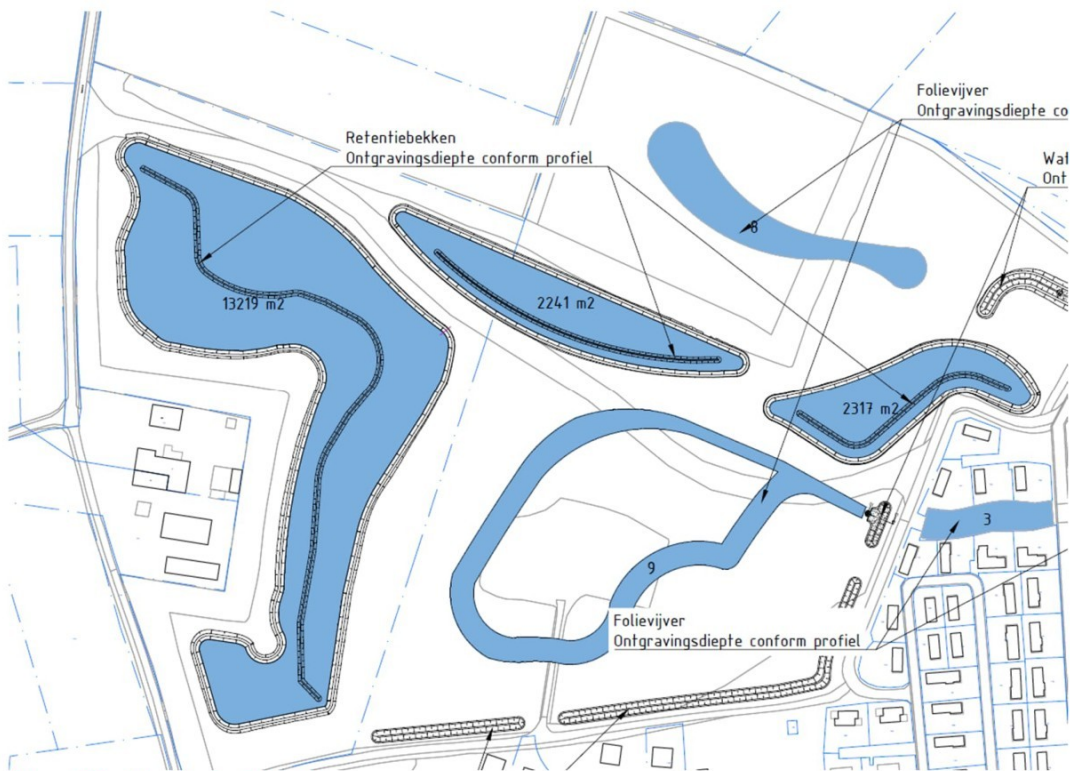 Folievijver
Ontgravingsdiepte co
Retentiebekken
Ontgravingsdiepte conform profiel
Wat
Ont
8
13219 m2
2241 m2
2317 m2
3
9
Folievijver
Ontgravingsdiepte conform profiel